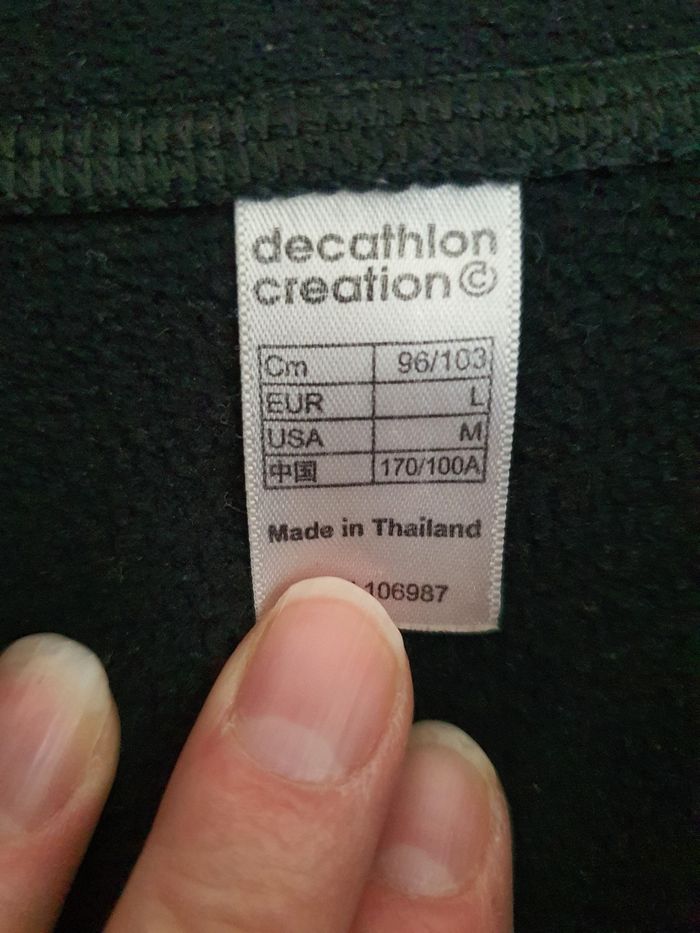 decathlon
creation©
Cm 96/103
EUR L
USA M
中国 170/100A
Made in Thailand
106987